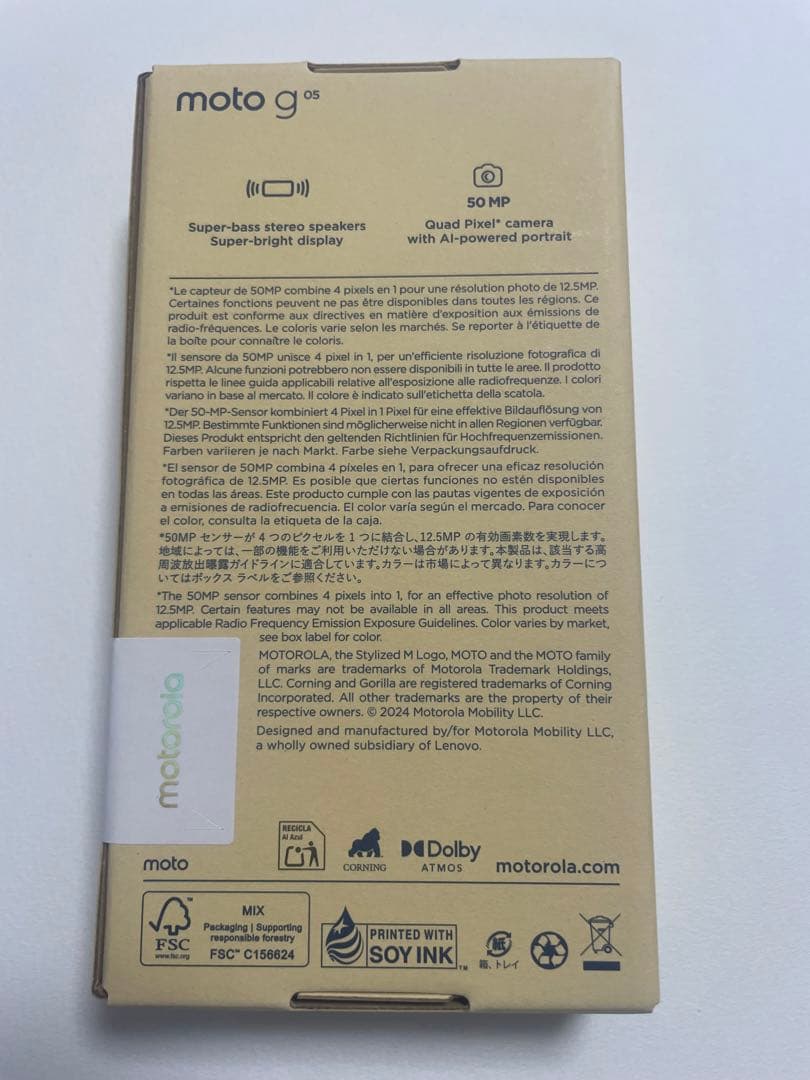 moto g 05
Super-bass stereo speakers
Super-bright display
50 MP
Quad Pixel* camera
with AI-powered portrait
*Le capteur de 50MP combine 4 pixels en 1 pour une résolution photo de 12.5MP.
Certaines fonctions peuvent ne pas être disponibles dans toutes les régions. Ce
produit est conforme aux directives en matière d'exposition aux émissions de
radio-fréquences. Le coloris varie selon les marchés. Se reporter à l'étiquette de
la boîte pour connaître le coloris.
*Il sensore da 50MP unisce 4 pixel in 1, per un'efficiente risoluzione fotografica di
12.5MP. Alcune funzioni potrebbero non essere disponibili in tutte le aree. Il prodotto
rispetta le linee guida applicabili relative all'esposizione alle radiofrequenze. I colori
variano in base al mercato. Il colore è indicato sull'etichetta della scatola.
*Der 50-MP-Sensor kombiniert 4 Pixel in 1 Pixel für eine effektive Bildauflösung von
12.5MP. Bestimmte Funktionen sind möglicherweise nicht in allen Regionen verfügbar.
Dieses Produkt entspricht den geltenden Richtlinien für Hochfrequenzemissionen.
Farben variieren je nach Markt. Farbe siehe Verpackungsaufdruck.
*El sensor de 50MP combina 4 píxeles en 1, para ofrecer una eficaz resolución
fotográfica de 12.5MP. Es posible que ciertas funciones no estén disponibles
en todas las áreas. Este producto cumple con las pautas vigentes de exposición
a emisiones de radiofrecuencia. El color varía según el mercado. Para conocer
el color, consulta la etiqueta de la caja.
*50MP センサーが 4 つのピクセルを 1 つに結合し、12.5MP の有効画素数を実現します。
地域によっては、一部の機能をご利用いただけない場合があります。本製品は、該当する高
周波放出曝露ガイドラインに適合しています。カラーは市場によって異なります。カラーにつ
いてはボックス ラベルをご参照ください。
*The 50MP sensor combines 4 pixels into 1, for an effective photo resolution of
12.5MP. Certain features may not be available in all areas. This product meets
applicable Radio Frequency Emission Exposure Guidelines. Color varies by market,
see box label for color.
MOTOROLA, the Stylized M Logo, MOTO and the MOTO family
of marks are trademarks of Motorola Trademark Holdings,
LLC. Corning and Gorilla are registered trademarks of Corning
Incorporated. All other trademarks are the property of their
respective owners. © 2024 Motorola Mobility LLC.
Designed and manufactured by/for Motorola Mobility LLC,
a wholly owned subsidiary of Lenovo.
motorola
RECICLA
Al Azul
CORNING
Dolby
ATMOS
moto
motorola.com
FSC™
www.fsc.org
MIX
Packaging | Supporting
responsible forestry
FSC™ C156624
PRINTED WITH
SOY INK™
紙
箱、トレイ